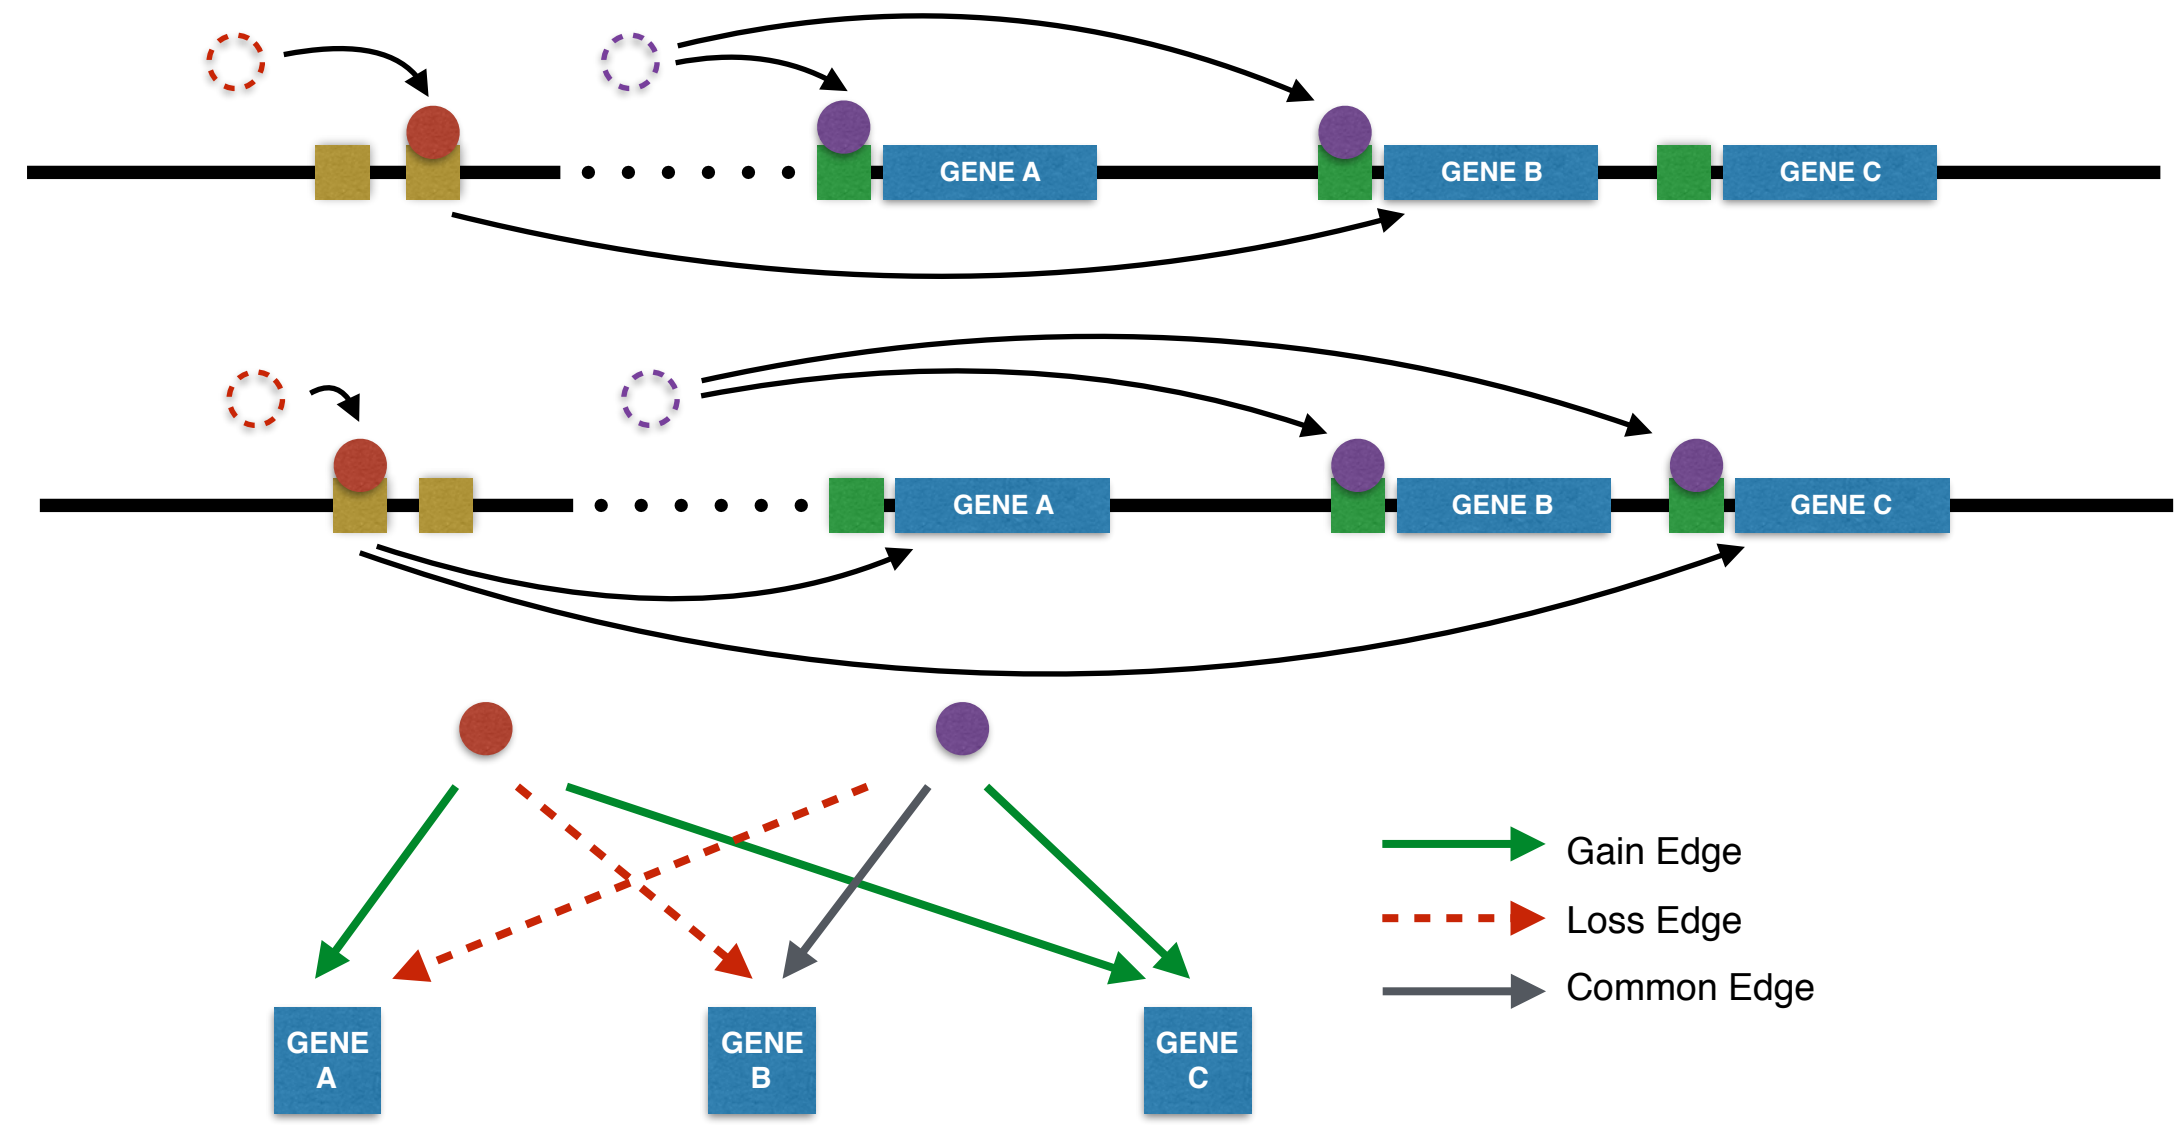 GENE A
GENE B
GENE C
GENE A
GENE B
GENE C
Gain Edge
Loss Edge
Common Edge
GENE
A
GENE
B
GENE
C